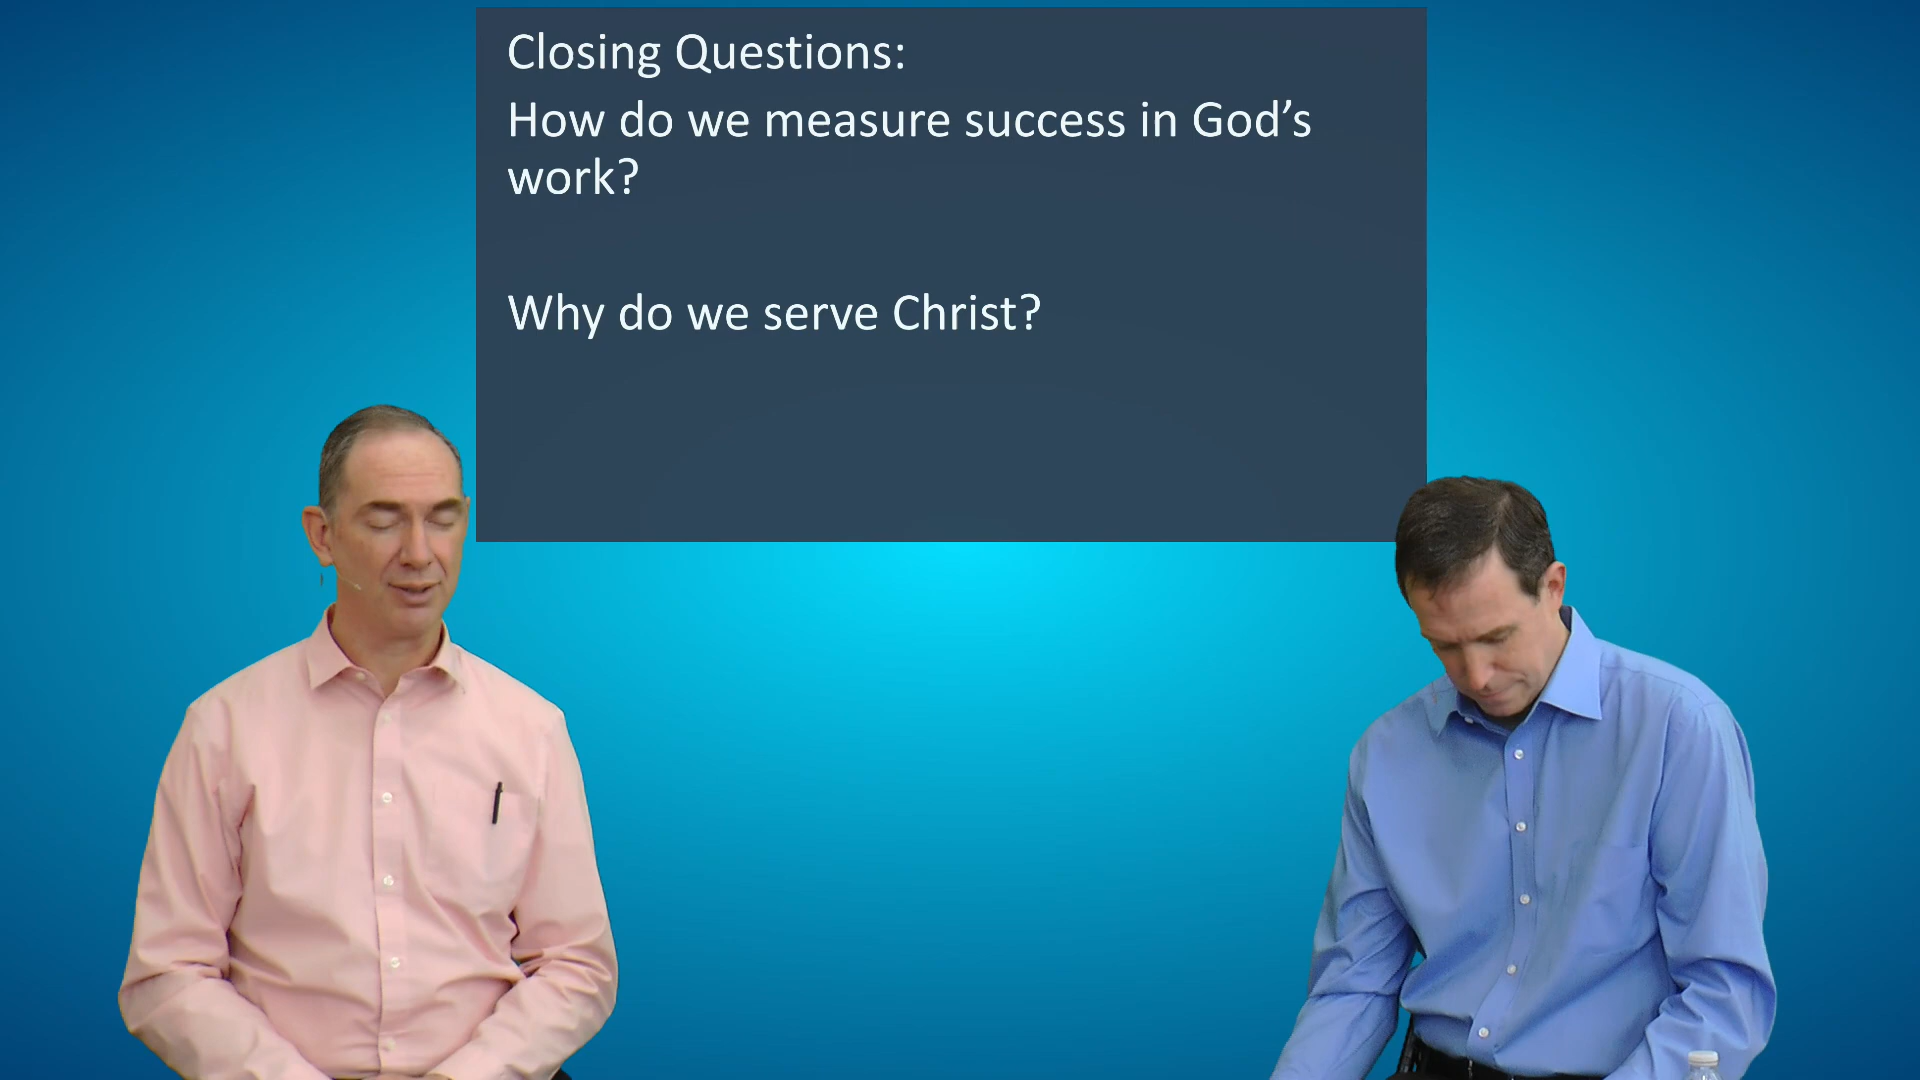 Closing Questions:
How do we measure success in God’s
work?
Why do we serve Christ?